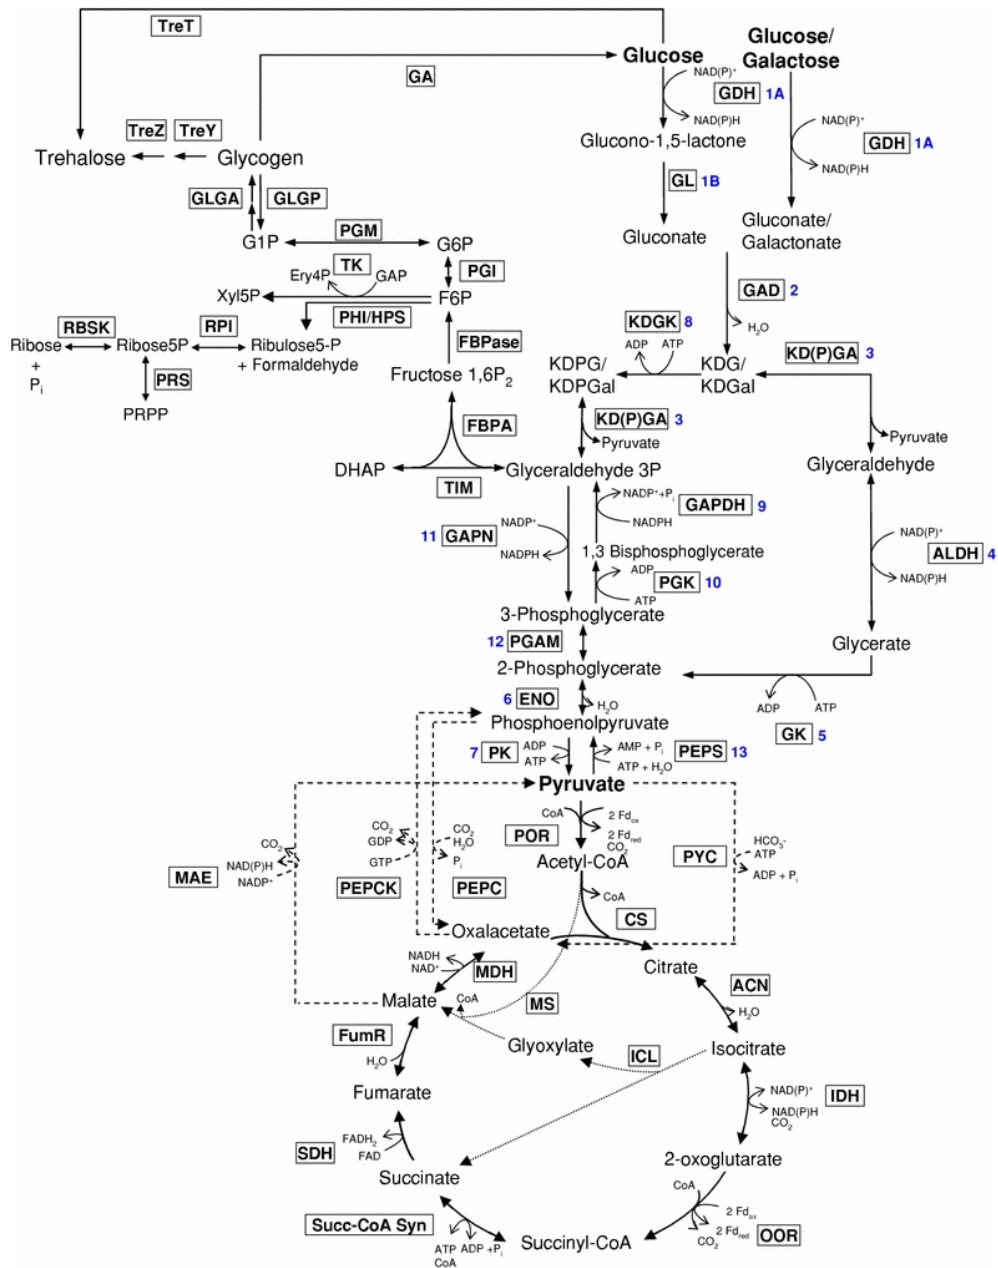 TreT
Glucose
Glucose/
Galactose
GA
NAD(P)⁺
GDH 1A
NAD(P)H
NAD(P)⁺
GDH 1A
NAD(P)H
TreZ
TreY
Trehalose
Glycogen
Glucono-1,5-lactone
GL 1B
GLGA
GLGP
G1P
PGM
G6P
Gluconate
Gluconate/
Galactonate
TK
Ery4P
GAP
PGI
GAD 2
Xyl5P
F6P
H₂O
PHI/HPS
KDGK 8
RBSK
RPI
FBPase
ADP
ATP
KD(P)GA 3
Ribose
+
Pᵢ
Ribose5P
Ribulose5-P
+ Formaldehyde
KDPG/
KDPGal
KDG/
KDGal
PRS
Fructose 1,6P₂
PRPP
FBPA
KD(P)GA 3
Pyruvate
Pyruvate
DHAP
Glyceraldehyde 3P
Glyceraldehyde
TIM
NADP⁺+Pᵢ
GAPDH 9
NADPH
NADP⁺
11 GAPN
NADPH
1,3 Bisphosphoglycerate
NAD(P)⁺
ALDH 4
NAD(P)H
ADP
PGK 10
ATP
3-Phosphoglycerate
12 PGAM
Glycerate
2-Phosphoglycerate
6 ENO
H₂O
ADP
ATP
GK 5
Phosphoenolpyruvate
7 PK
ADP
ATP
AMP + Pᵢ
ATP + H₂O
PEPS 13
Pyruvate
CoA
2 Fdₒₓ
POR
2 Fd_red
CO₂
Acetyl-CoA
PYC
HCO₃⁻
ATP
ADP + Pᵢ
CO₂
GDP
GTP
CO₂
H₂O
Pᵢ
CO₂
NAD(P)H
NADP⁺
MAE
PEPCK
PEPC
CoA
CS
Oxalacetate
NADH
NAD⁺
MDH
Citrate
ACN
Malate
CoA
MS
H₂O
FumR
H₂O
Glyoxylate
ICL
Isocitrate
Fumarate
NAD(P)⁺
IDH
NAD(P)H
CO₂
SDH
FADH₂
FAD
Succinate
2-oxoglutarate
CoA
2 Fdₒₓ
2 Fd_red
CO₂
OOR
Succ-CoA Syn
ATP
CoA
ADP +Pᵢ
Succinyl-CoA